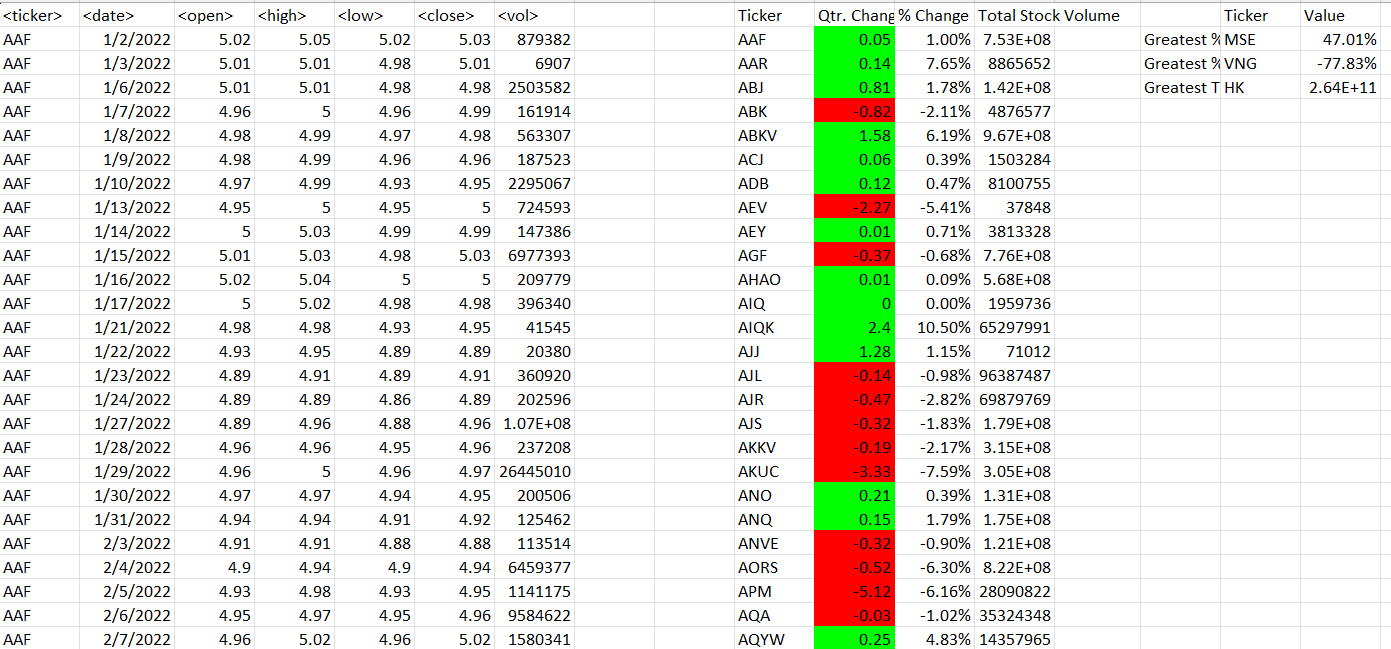 <ticker> <date> <open> <high> <low> <close> <vol> Ticker Qtr. Chang % Change Total Stock Volume Ticker Value
AAF 1/2/2022 5.02 5.05 5.02 5.03 879382 AAF 0.05 1.00% 7.53E+08 Greatest % MSE 47.01%
AAF 1/3/2022 5.01 5.01 4.98 5.01 6907 AAR 0.14 7.65% 8865652 Greatest % VNG -77.83%
AAF 1/6/2022 5.01 5.01 4.98 4.98 2503582 ABJ 0.81 1.78% 1.42E+08 Greatest T HK 2.64E+11
AAF 1/7/2022 4.96 5 4.96 4.99 161914 ABK -0.82 -2.11% 4876577
AAF 1/8/2022 4.98 4.99 4.97 4.98 563307 ABKV 1.58 6.19% 9.67E+08
AAF 1/9/2022 4.98 4.99 4.96 4.96 187523 ACJ 0.06 0.39% 1503284
AAF 1/10/2022 4.97 4.99 4.93 4.95 2295067 ADB 0.12 0.47% 8100755
AAF 1/13/2022 4.95 5 4.95 5 724593 AEV -2.27 -5.41% 37848
AAF 1/14/2022 5 5.03 4.99 4.99 147386 AEY 0.01 0.71% 3813328
AAF 1/15/2022 5.01 5.03 4.98 5.03 6977393 AGF -0.37 -0.68% 7.76E+08
AAF 1/16/2022 5.02 5.04 5 5 209779 AHAO 0.01 0.09% 5.68E+08
AAF 1/17/2022 5 5.02 4.98 4.98 396340 AIQ 0 0.00% 1959736
AAF 1/21/2022 4.98 4.98 4.93 4.95 41545 AIQK 2.4 10.50% 65297991
AAF 1/22/2022 4.93 4.95 4.89 4.89 20380 AJJ 1.28 1.15% 71012
AAF 1/23/2022 4.89 4.91 4.89 4.91 360920 AJL -0.14 -0.98% 96387487
AAF 1/24/2022 4.89 4.89 4.86 4.89 202596 AJR -0.47 -2.82% 69879769
AAF 1/27/2022 4.89 4.96 4.88 4.96 1.07E+08 AJS -0.32 -1.83% 1.79E+08
AAF 1/28/2022 4.96 4.96 4.95 4.96 237208 AKKV -0.19 -2.17% 3.15E+08
AAF 1/29/2022 4.96 5 4.96 4.97 26445010 AKUC -3.33 -7.59% 3.05E+08
AAF 1/30/2022 4.97 4.97 4.94 4.95 200506 ANO 0.21 0.39% 1.31E+08
AAF 1/31/2022 4.94 4.94 4.91 4.92 125462 ANQ 0.15 1.79% 1.75E+08
AAF 2/3/2022 4.91 4.91 4.88 4.88 113514 ANVE -0.32 -0.90% 1.21E+08
AAF 2/4/2022 4.9 4.94 4.9 4.94 6459377 AORS -0.52 -6.30% 8.22E+08
AAF 2/5/2022 4.93 4.98 4.93 4.95 1141175 APM -5.12 -6.16% 28090822
AAF 2/6/2022 4.95 4.97 4.95 4.96 9584622 AQA -0.03 -1.02% 35324348
AAF 2/7/2022 4.96 5.02 4.96 5.02 1580341 AQYW 0.25 4.83% 14357965